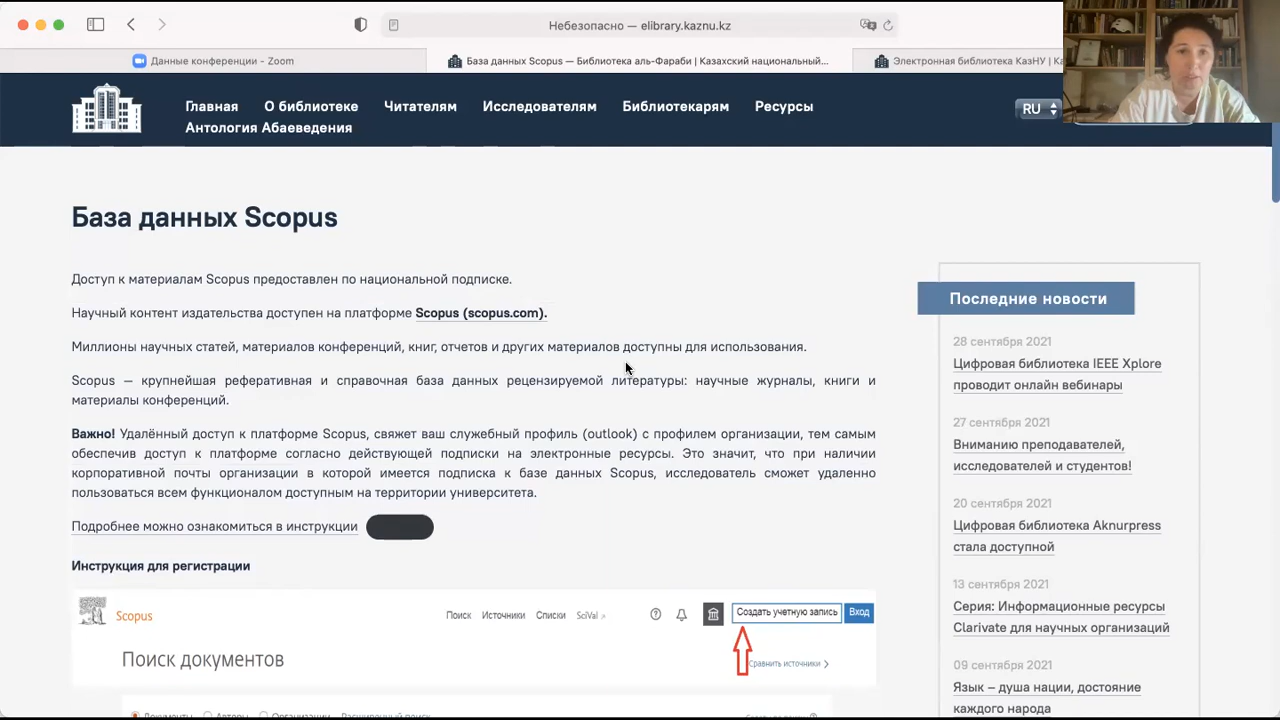 Небезопасно — elibrary.kaznu.kz
Данные конференции - Zoom
База данных Scopus — Библиотека аль-Фараби | Казахский национальный...
Электронная библиотека КазНУ | Ка
Главная О библиотеке Читателям Исследователям Библиотекарям Ресурсы
Антология Абаеведения
RU
База данных Scopus
Доступ к материалам Scopus предоставлен по национальной подписке.
Научный контент издательства доступен на платформе Scopus (scopus.com).
Миллионы научных статей, материалов конференций, книг, отчетов и других материалов доступны для использования.
Scopus — крупнейшая реферативная и справочная база данных рецензируемой литературы: научные журналы, книги и
материалы конференций.
Важно! Удалённый доступ к платформе Scopus, свяжет ваш служебный профиль (outlook) с профилем организации, тем самым
обеспечив доступ к платформе согласно действующей подписки на электронные ресурсы. Это значит, что при наличии
корпоративной почты организации в которой имеется подписка к базе данных Scopus, исследователь сможет удаленно
пользоваться всем функционалом доступным на территории университета.
Подробнее можно ознакомиться в инструкции
Инструкция для регистрации
Scopus
Поиск Источники Списки SciVal
Создать учетную запись Вход
Поиск документов
Сравнить источники
Документы Авторы Организации Расширенный поиск
Последние новости
28 сентября 2021
Цифровая библиотека IEEE Xplore
проводит онлайн вебинары
27 сентября 2021
Вниманию преподавателей,
исследователей и студентов!
20 сентября 2021
Цифровая библиотека Aknurpress
стала доступной
13 сентября 2021
Серия: Информационные ресурсы
Clarivate для научных организаций
09 сентября 2021
Язык – душа нации, достояние
каждого народа